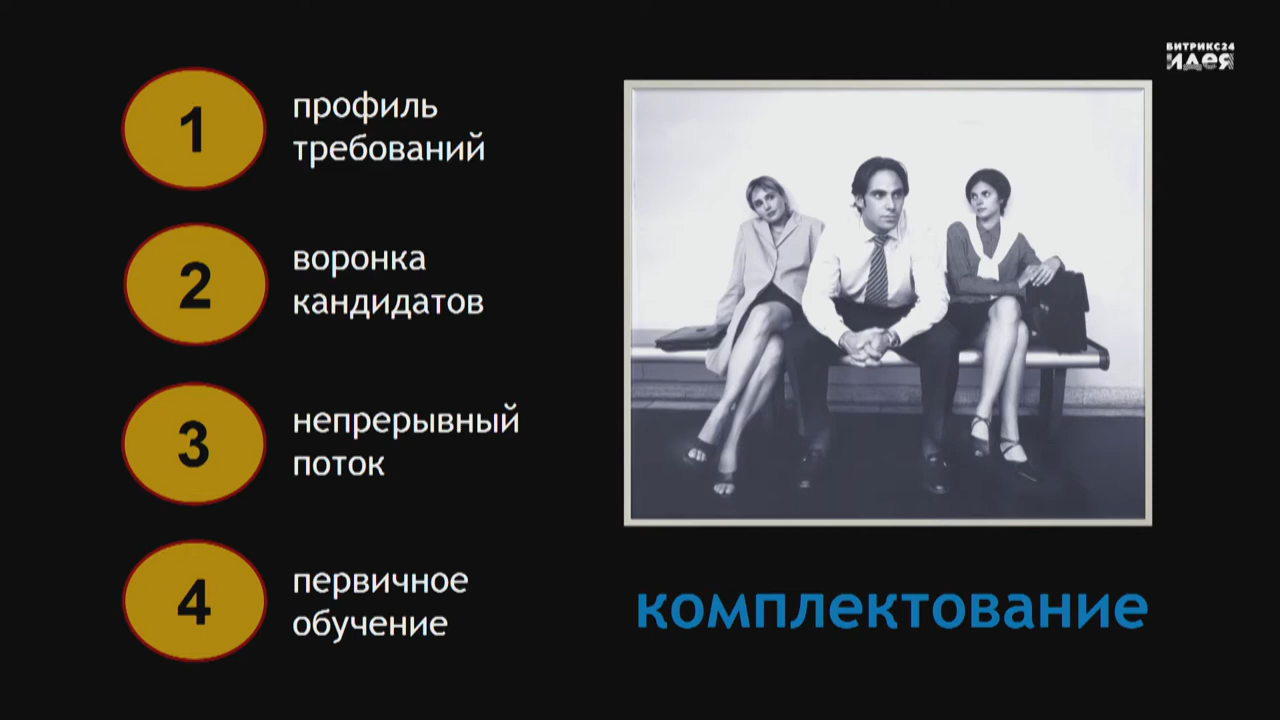 БИТРИКС24
идея
1
профиль
требований
2
воронка
кандидатов
3
непрерывный
поток
4
первичное
обучение
комплектование